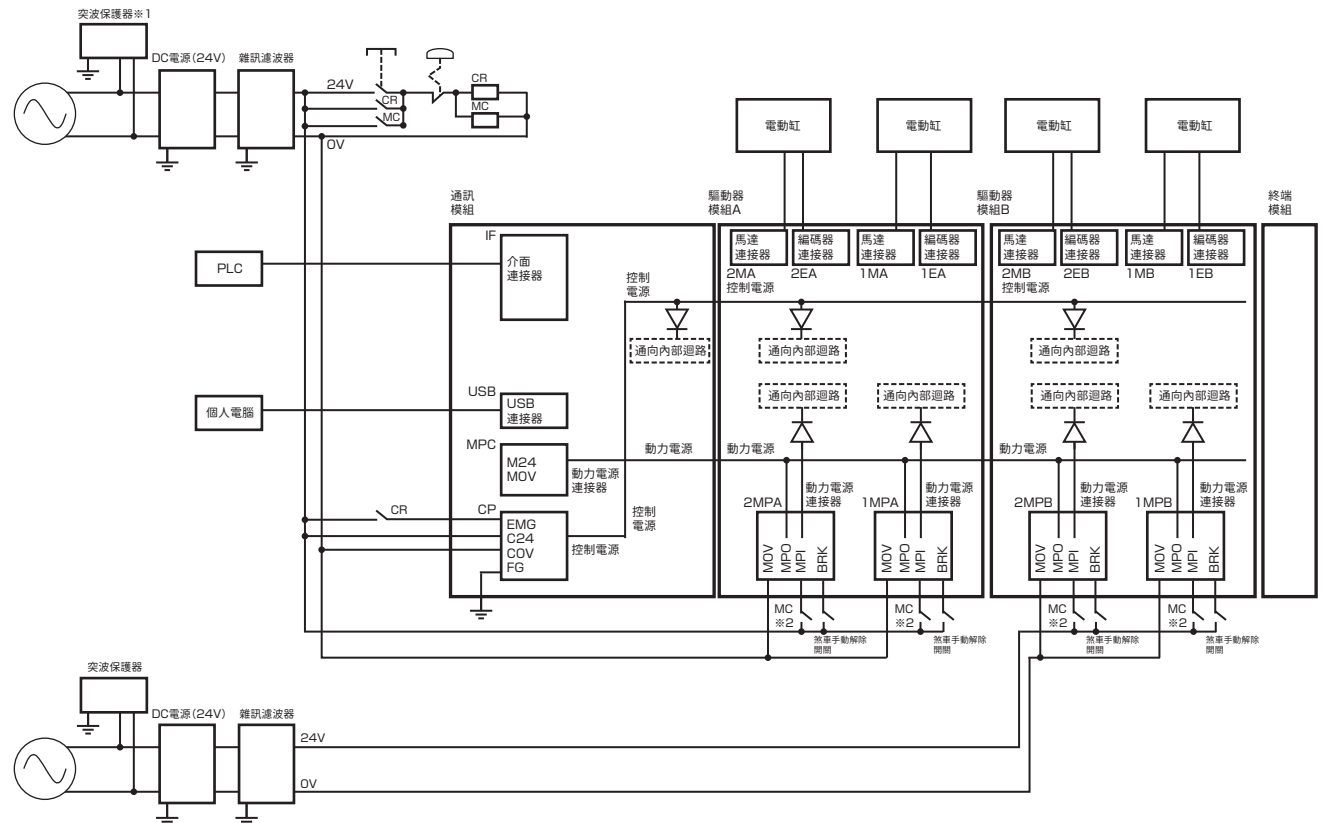 突波保護器※1
DC電源(24V)
雜訊濾波器
24V
CR
MC
CR
MC
0V
電動缸
電動缸
電動缸
電動缸
通訊
模組
驅動器
模組A
驅動器
模組B
終端
模組
IF
介面
連接器
PLC
馬達
連接器
編碼器
連接器
馬達
連接器
編碼器
連接器
馬達
連接器
編碼器
連接器
馬達
連接器
編碼器
連接器
2MA
2EA
1MA
1EA
2MB
2EB
1MB
1EB
控制
電源
控制電源
控制電源
通向內部迴路
通向內部迴路
通向內部迴路
通向內部迴路
通向內部迴路
通向內部迴路
通向內部迴路
個人電腦
USB
USB
連接器
MPC
M24
MOV
動力電源
連接器
動力電源
動力電源
動力電源
CR
CP
EMG
C24
COV
FG
控制電源
控制
電源
2MPA
動力電源
連接器
1MPA
動力電源
連接器
2MPB
動力電源
連接器
1MPB
動力電源
連接器
MOV
MPO
MPI
BRK
MOV
MPO
MPI
BRK
MOV
MPO
MPI
BRK
MOV
MPO
MPI
BRK
MC
※2
煞車手動解除
開關
MC
※2
煞車手動解除
開關
MC
※2
煞車手動解除
開關
MC
※2
煞車手動解除
開關
突波保護器
DC電源(24V)
雜訊濾波器
24V
0V